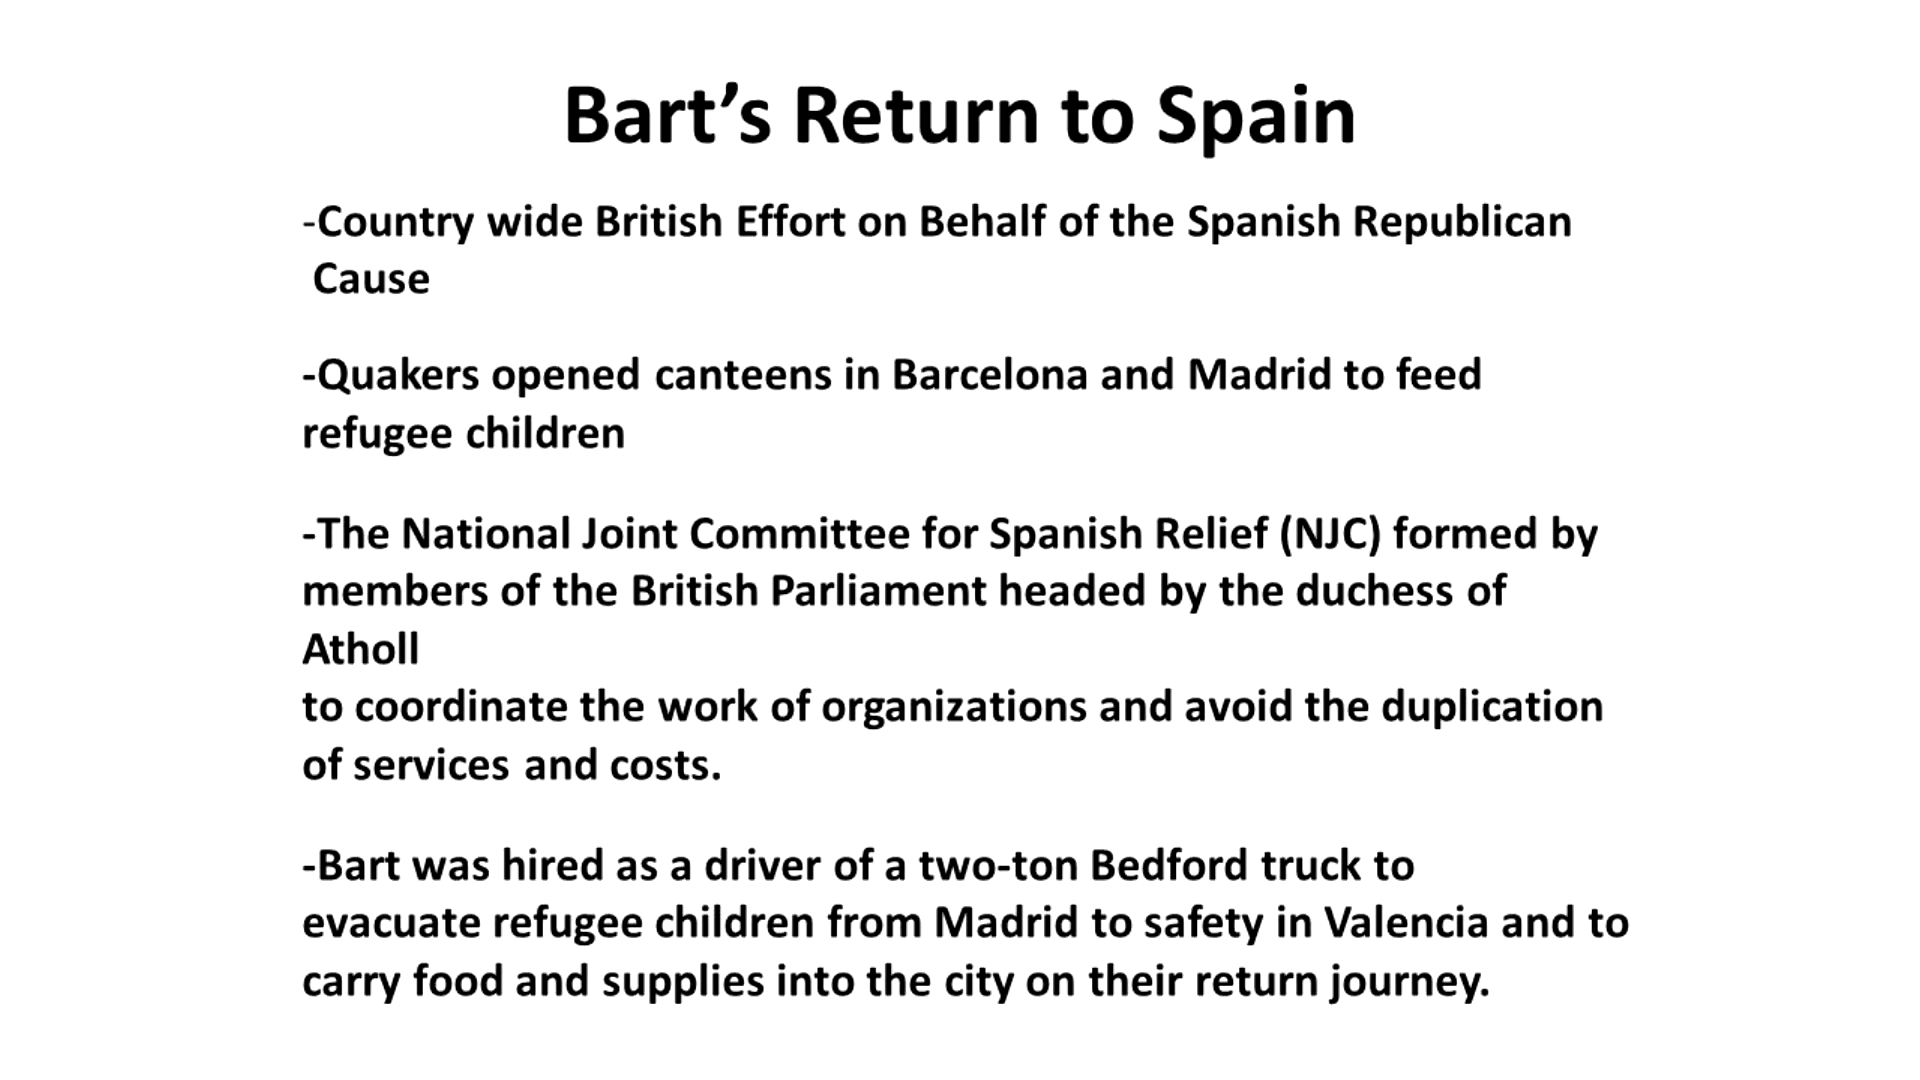 Bart’s Return to Spain
-Country wide British Effort on Behalf of the Spanish Republican
Cause
-Quakers opened canteens in Barcelona and Madrid to feed
refugee children
-The National Joint Committee for Spanish Relief (NJC) formed by
members of the British Parliament headed by the duchess of
Atholl
to coordinate the work of organizations and avoid the duplication
of services and costs.
-Bart was hired as a driver of a two-ton Bedford truck to
evacuate refugee children from Madrid to safety in Valencia and to
carry food and supplies into the city on their return journey.